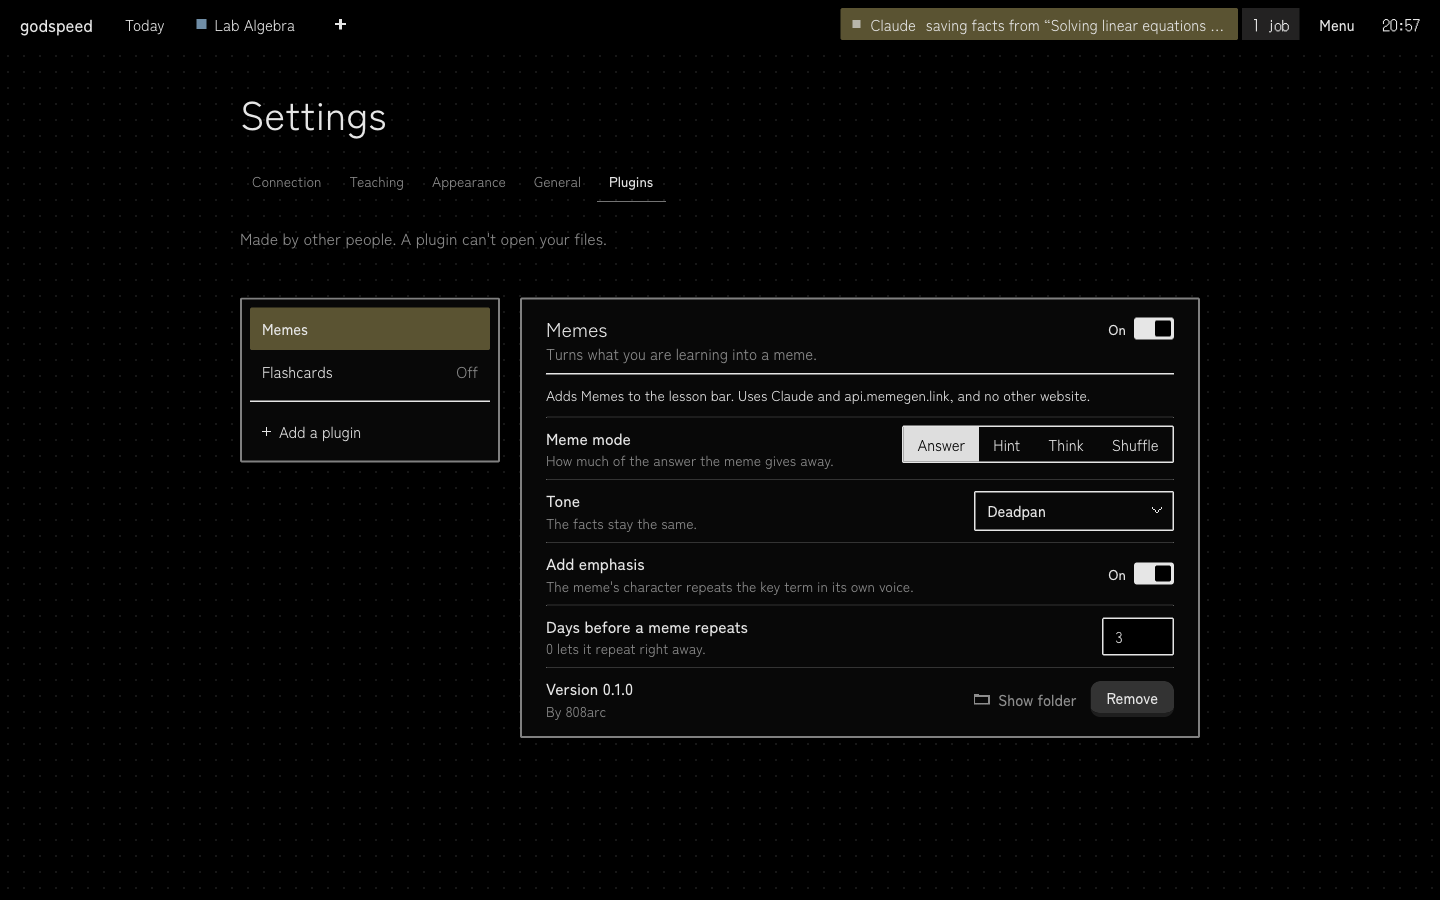 godspeed Today Lab Algebra + Claude saving facts from “Solving linear equations ... 1 job Menu 20:57
Settings
Connection Teaching Appearance General Plugins
Made by other people. A plugin can't open your files.
Memes
Flashcards Off
+ Add a plugin
Memes On
Turns what you are learning into a meme.
Adds Memes to the lesson bar. Uses Claude and api.memegen.link, and no other website.
Meme mode
How much of the answer the meme gives away.
Answer Hint Think Shuffle
Tone
The facts stay the same.
Deadpan
Add emphasis
The meme's character repeats the key term in its own voice.
On
Days before a meme repeats
0 lets it repeat right away.
3
Version 0.1.0
By 808arc
Show folder Remove